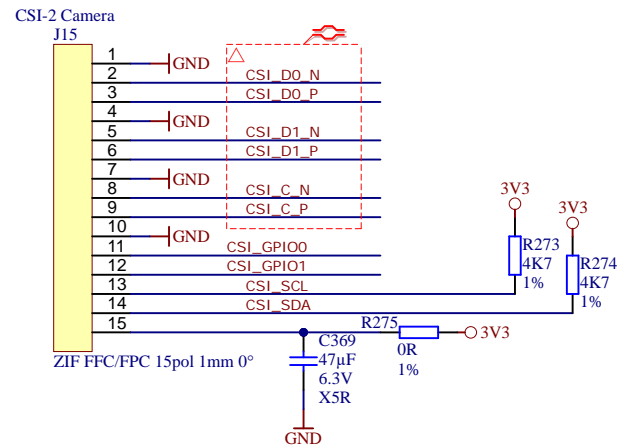 CSI-2 Camera
J15
1 GND
2 CSI_D0_N
3 CSI_D0_P
4 GND
5 CSI_D1_N
6 CSI_D1_P
7 GND
8 CSI_C_N
9 CSI_C_P
10 GND
11 CSI_GPIO0
12 CSI_GPIO1
13 CSI_SCL
14 CSI_SDA
15
ZIF FFC/FPC 15pol 1mm 0°
3V3
R273
4K7
1%
3V3
R274
4K7
1%
R275
0R
1%
3V3
C369
47µF
6.3V
X5R
GND